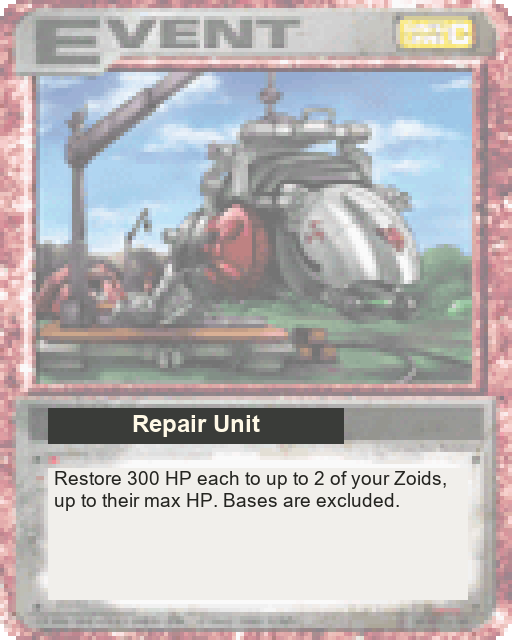 EVENT
C
Repair Unit
Restore 300 HP each to up to 2 of your Zoids,
up to their max HP. Bases are excluded.